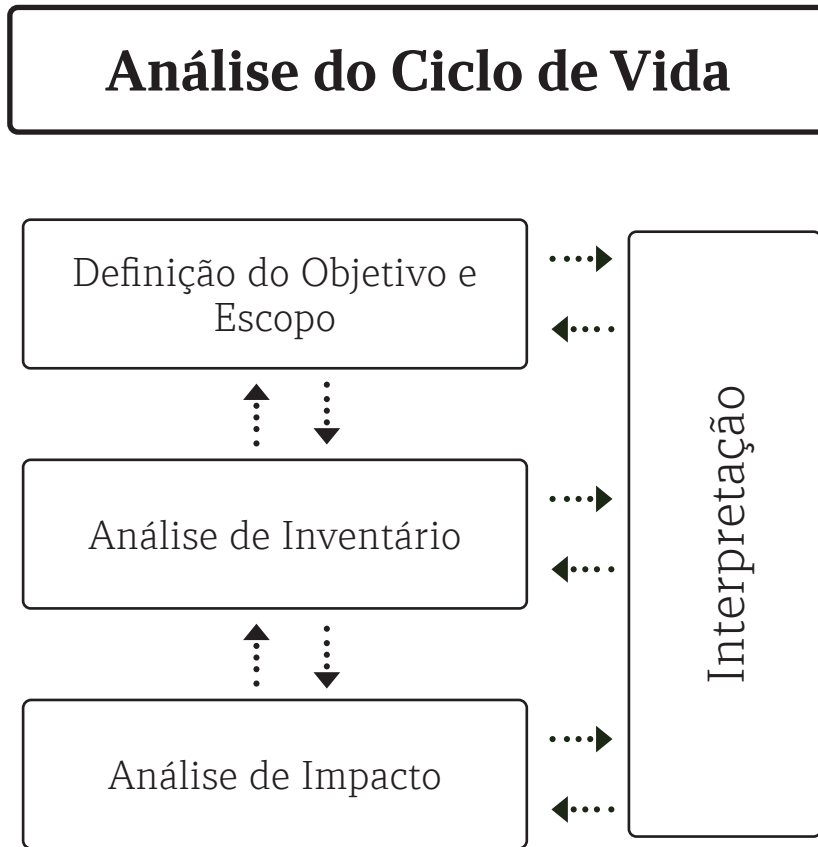 Análise do Ciclo de Vida
Definição do Objetivo e
Escopo
Análise de Inventário
Análise de Impacto
Interpretação